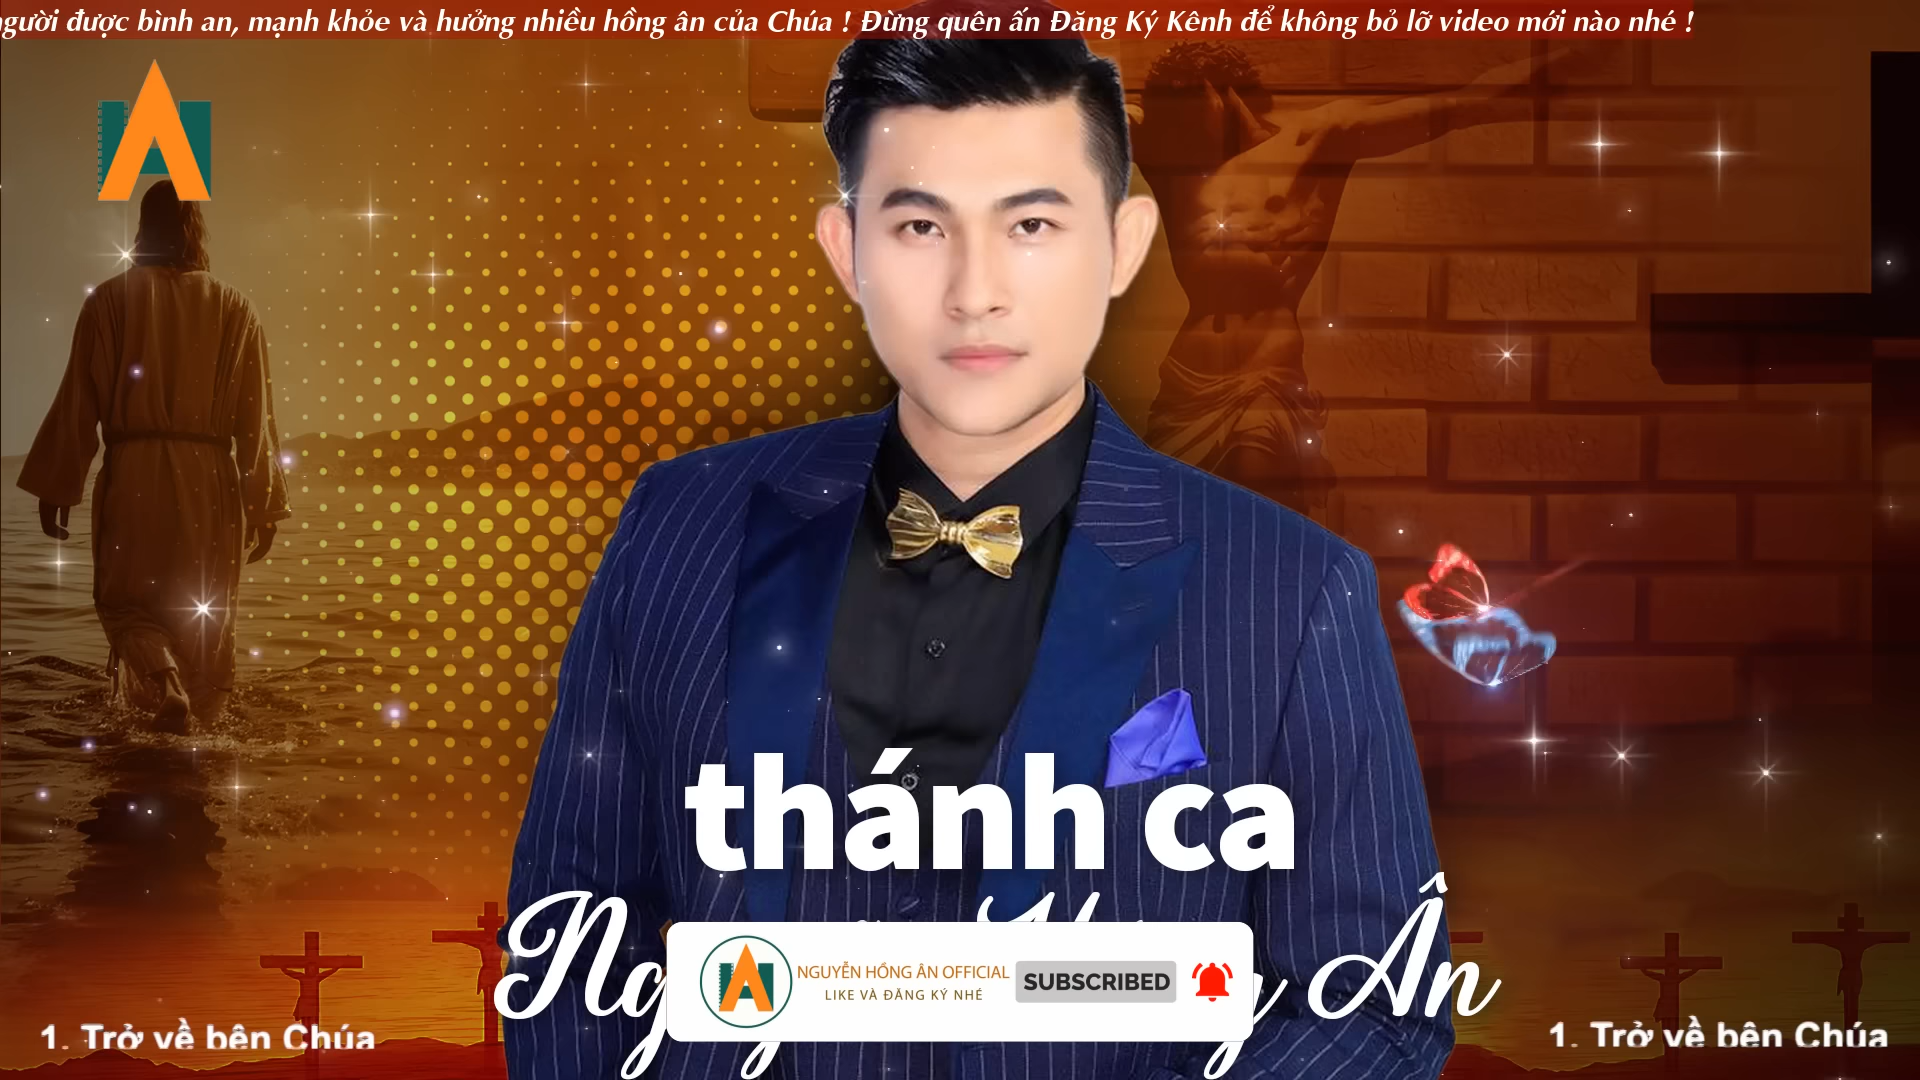 người được bình an, mạnh khỏe và hưởng nhiều hồng ân của Chúa ! Đừng quên ấn Đăng Ký Kênh để không bỏ lỡ video mới nào nhé !
thánh ca
Ân
NGUYỄN HỒNG ÂN OFFICIAL
LIKE VÀ ĐĂNG KÝ NHÉ
SUBSCRIBED
1. Trở về bên Chúa
1. Trở về bên Chúa